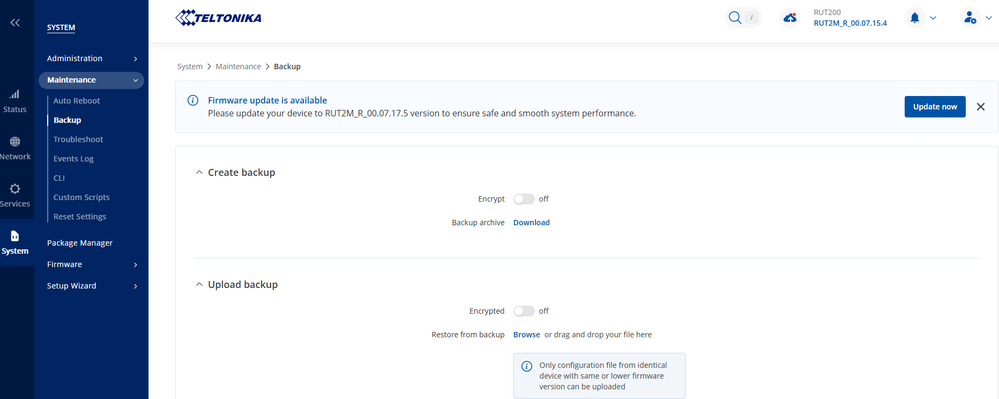 SYSTEM
Administration
Maintenance
Auto Reboot
Backup
Troubleshoot
Events Log
CLI
Custom Scripts
Reset Settings
Package Manager
Firmware
Setup Wizard
Status
Network
Services
System
TELTONIKA
/
RUT200
RUT2M_R_00.07.15.4
System > Maintenance > Backup
Firmware update is available
Please update your device to RUT2M_R_00.07.17.5 version to ensure safe and smooth system performance.
Update now
Create backup
Encrypt off
Backup archive Download
Upload backup
Encrypted off
Restore from backup Browse or drag and drop your file here
Only configuration file from identical
device with same or lower firmware
version can be uploaded